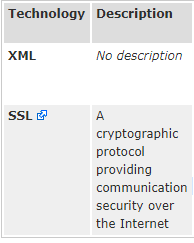 Technology Description
XML No description
SSL A
cryptographic
protocol
providing
communication
security over
the Internet